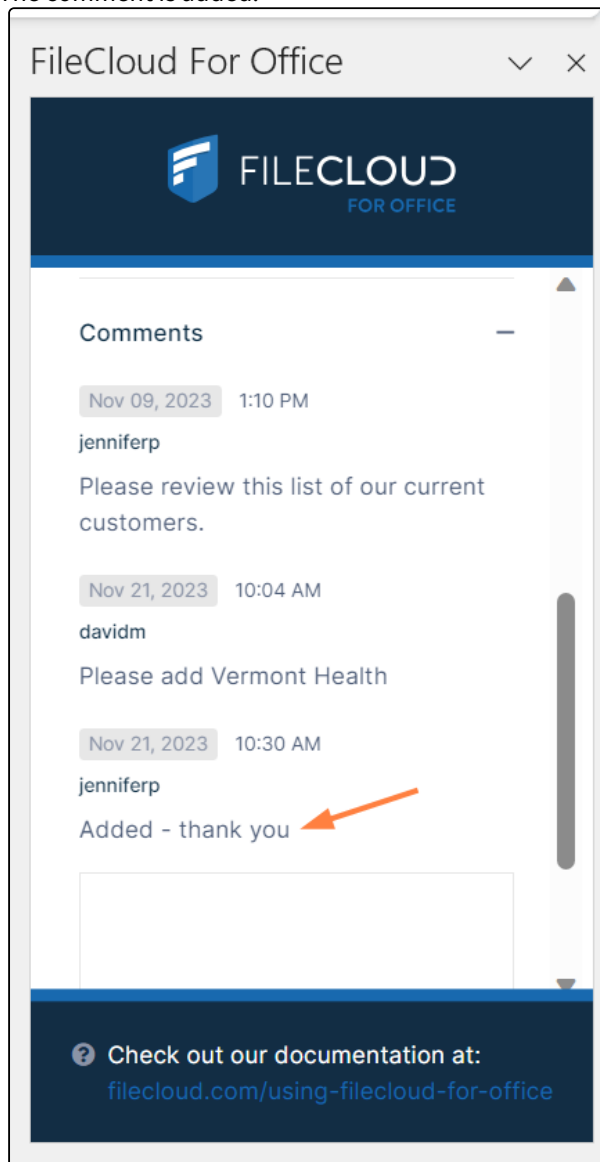 The comment is added.
FileCloud For Office
FILECLOUD
FOR OFFICE
Comments
Nov 09, 2023 1:10 PM
jenniferp
Please review this list of our current
customers.
Nov 21, 2023 10:04 AM
davidm
Please add Vermont Health
Nov 21, 2023 10:30 AM
jenniferp
Added - thank you
Check out our documentation at:
filecloud.com/using-filecloud-for-office